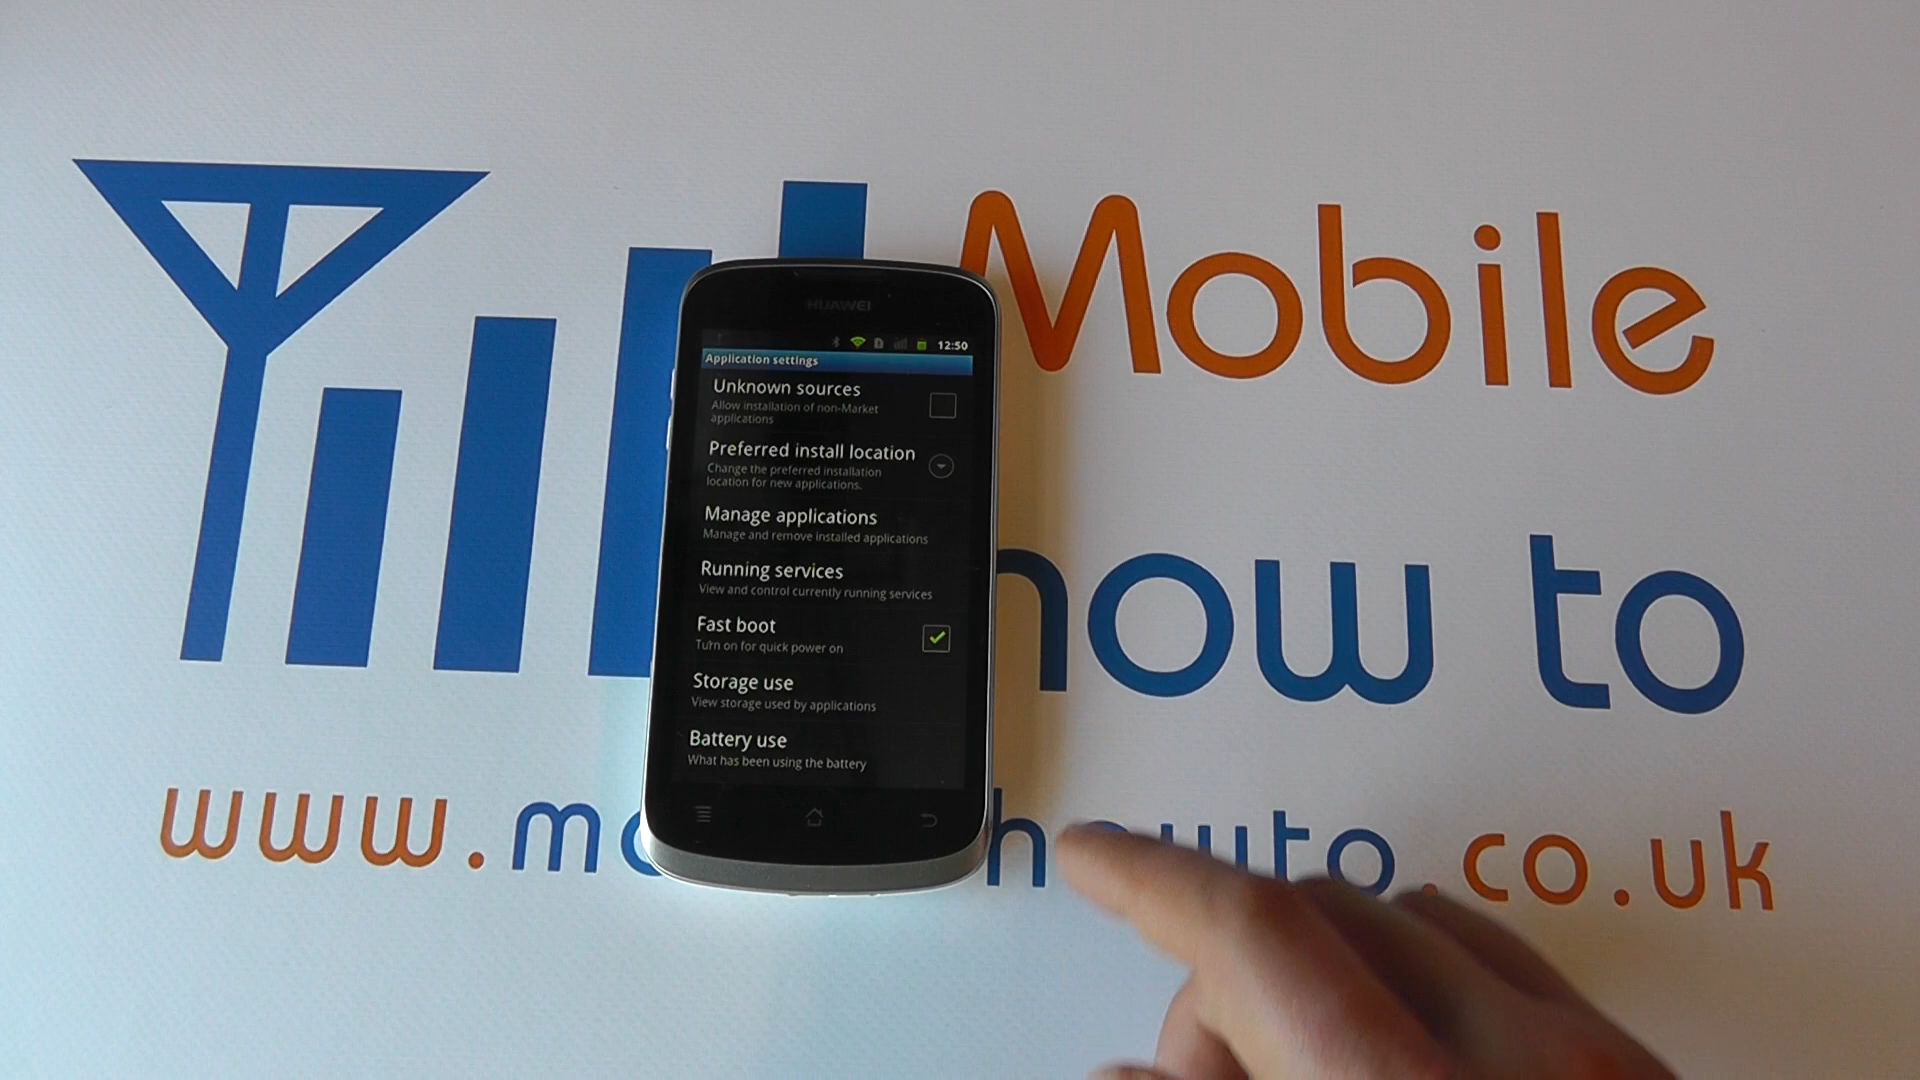 Mobile
HUAWEI
12:50
Application settings
Unknown sources
Allow installation of non-Market
applications
Preferred install location
Change the preferred installation
location for new applications.
Manage applications
Manage and remove installed applications
Running services
View and control currently running services
Fast boot
Turn on for quick power on
Storage use
View storage used by applications
Battery use
What has been using the battery
how to
www.mo howto.co.uk